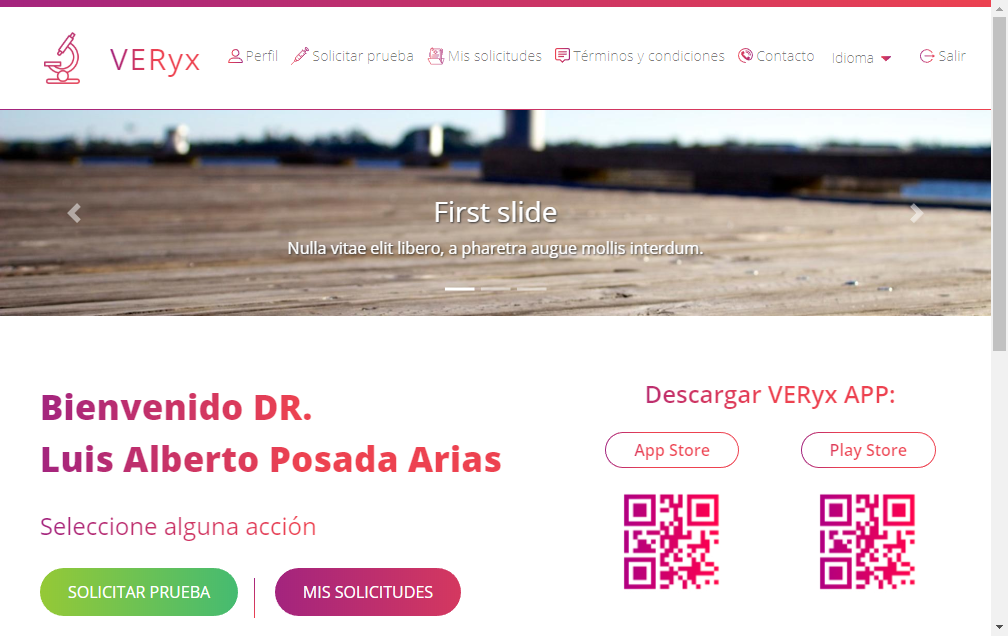 VERyx
Perfil
Solicitar prueba
Mis solicitudes
Términos y condiciones
Contacto
Idioma
Salir
First slide
Nulla vitae elit libero, a pharetra augue mollis interdum.
Bienvenido DR.
Luis Alberto Posada Arias
Seleccione alguna acción
SOLICITAR PRUEBA
MIS SOLICITUDES
Descargar VERyx APP:
App Store
Play Store